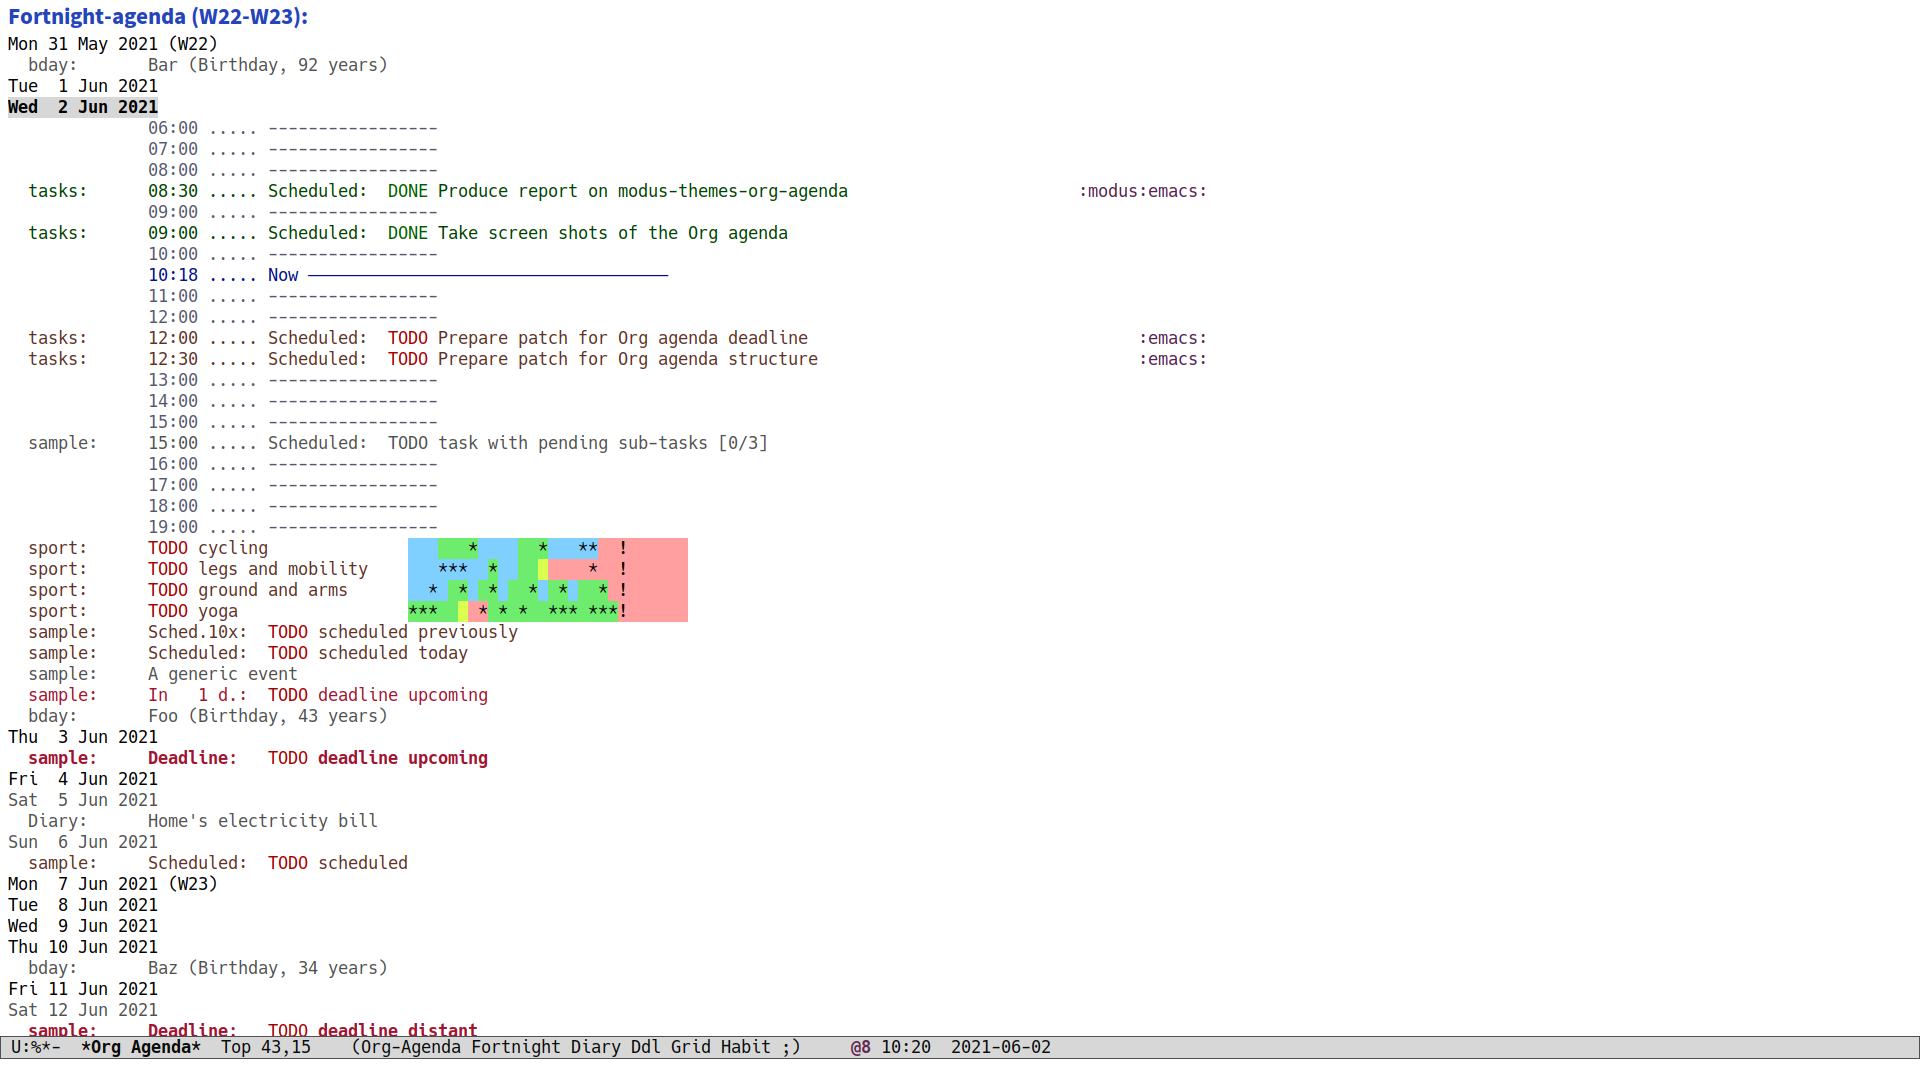 Fortnight-agenda (W22-W23):
Mon 31 May 2021 (W22)
  bday:       Bar (Birthday, 92 years)
Tue  1 Jun 2021
Wed  2 Jun 2021
              06:00 ..... -----------------
              07:00 ..... -----------------
              08:00 ..... -----------------
  tasks:      08:30 ..... Scheduled:  DONE Produce report on modus-themes-org-agenda                       :modus:emacs:
              09:00 ..... -----------------
  tasks:      09:00 ..... Scheduled:  DONE Take screen shots of the Org agenda
              10:00 ..... -----------------
              10:18 ..... Now ────────────────────────────────────
              11:00 ..... -----------------
              12:00 ..... -----------------
  tasks:      12:00 ..... Scheduled:  TODO Prepare patch for Org agenda deadline                                 :emacs:
  tasks:      12:30 ..... Scheduled:  TODO Prepare patch for Org agenda structure                                :emacs:
              13:00 ..... -----------------
              14:00 ..... -----------------
              15:00 ..... -----------------
  sample:     15:00 ..... Scheduled:  TODO task with pending sub-tasks [0/3]
              16:00 ..... -----------------
              17:00 ..... -----------------
              18:00 ..... -----------------
              19:00 ..... -----------------
  sport:      TODO cycling                    *      *   **  !
  sport:      TODO legs and mobility       ***  *         *  !
  sport:      TODO ground and arms        *  *  *   *  *   * !
  sport:      TODO yoga                 ***    * * *  *** ***!
  sample:     Sched.10x:  TODO scheduled previously
  sample:     Scheduled:  TODO scheduled today
  sample:     A generic event
  sample:     In   1 d.:  TODO deadline upcoming
  bday:       Foo (Birthday, 43 years)
Thu  3 Jun 2021
  sample:     Deadline:   TODO deadline upcoming
Fri  4 Jun 2021
Sat  5 Jun 2021
  Diary:      Home's electricity bill
Sun  6 Jun 2021
  sample:     Scheduled:  TODO scheduled
Mon  7 Jun 2021 (W23)
Tue  8 Jun 2021
Wed  9 Jun 2021
Thu 10 Jun 2021
  bday:       Baz (Birthday, 34 years)
Fri 11 Jun 2021
Sat 12 Jun 2021
  sample:     Deadline:   TODO deadline distant
U:%*-  *Org Agenda*  Top 43,15    (Org-Agenda Fortnight Diary Ddl Grid Habit ;)     @8 10:20  2021-06-02